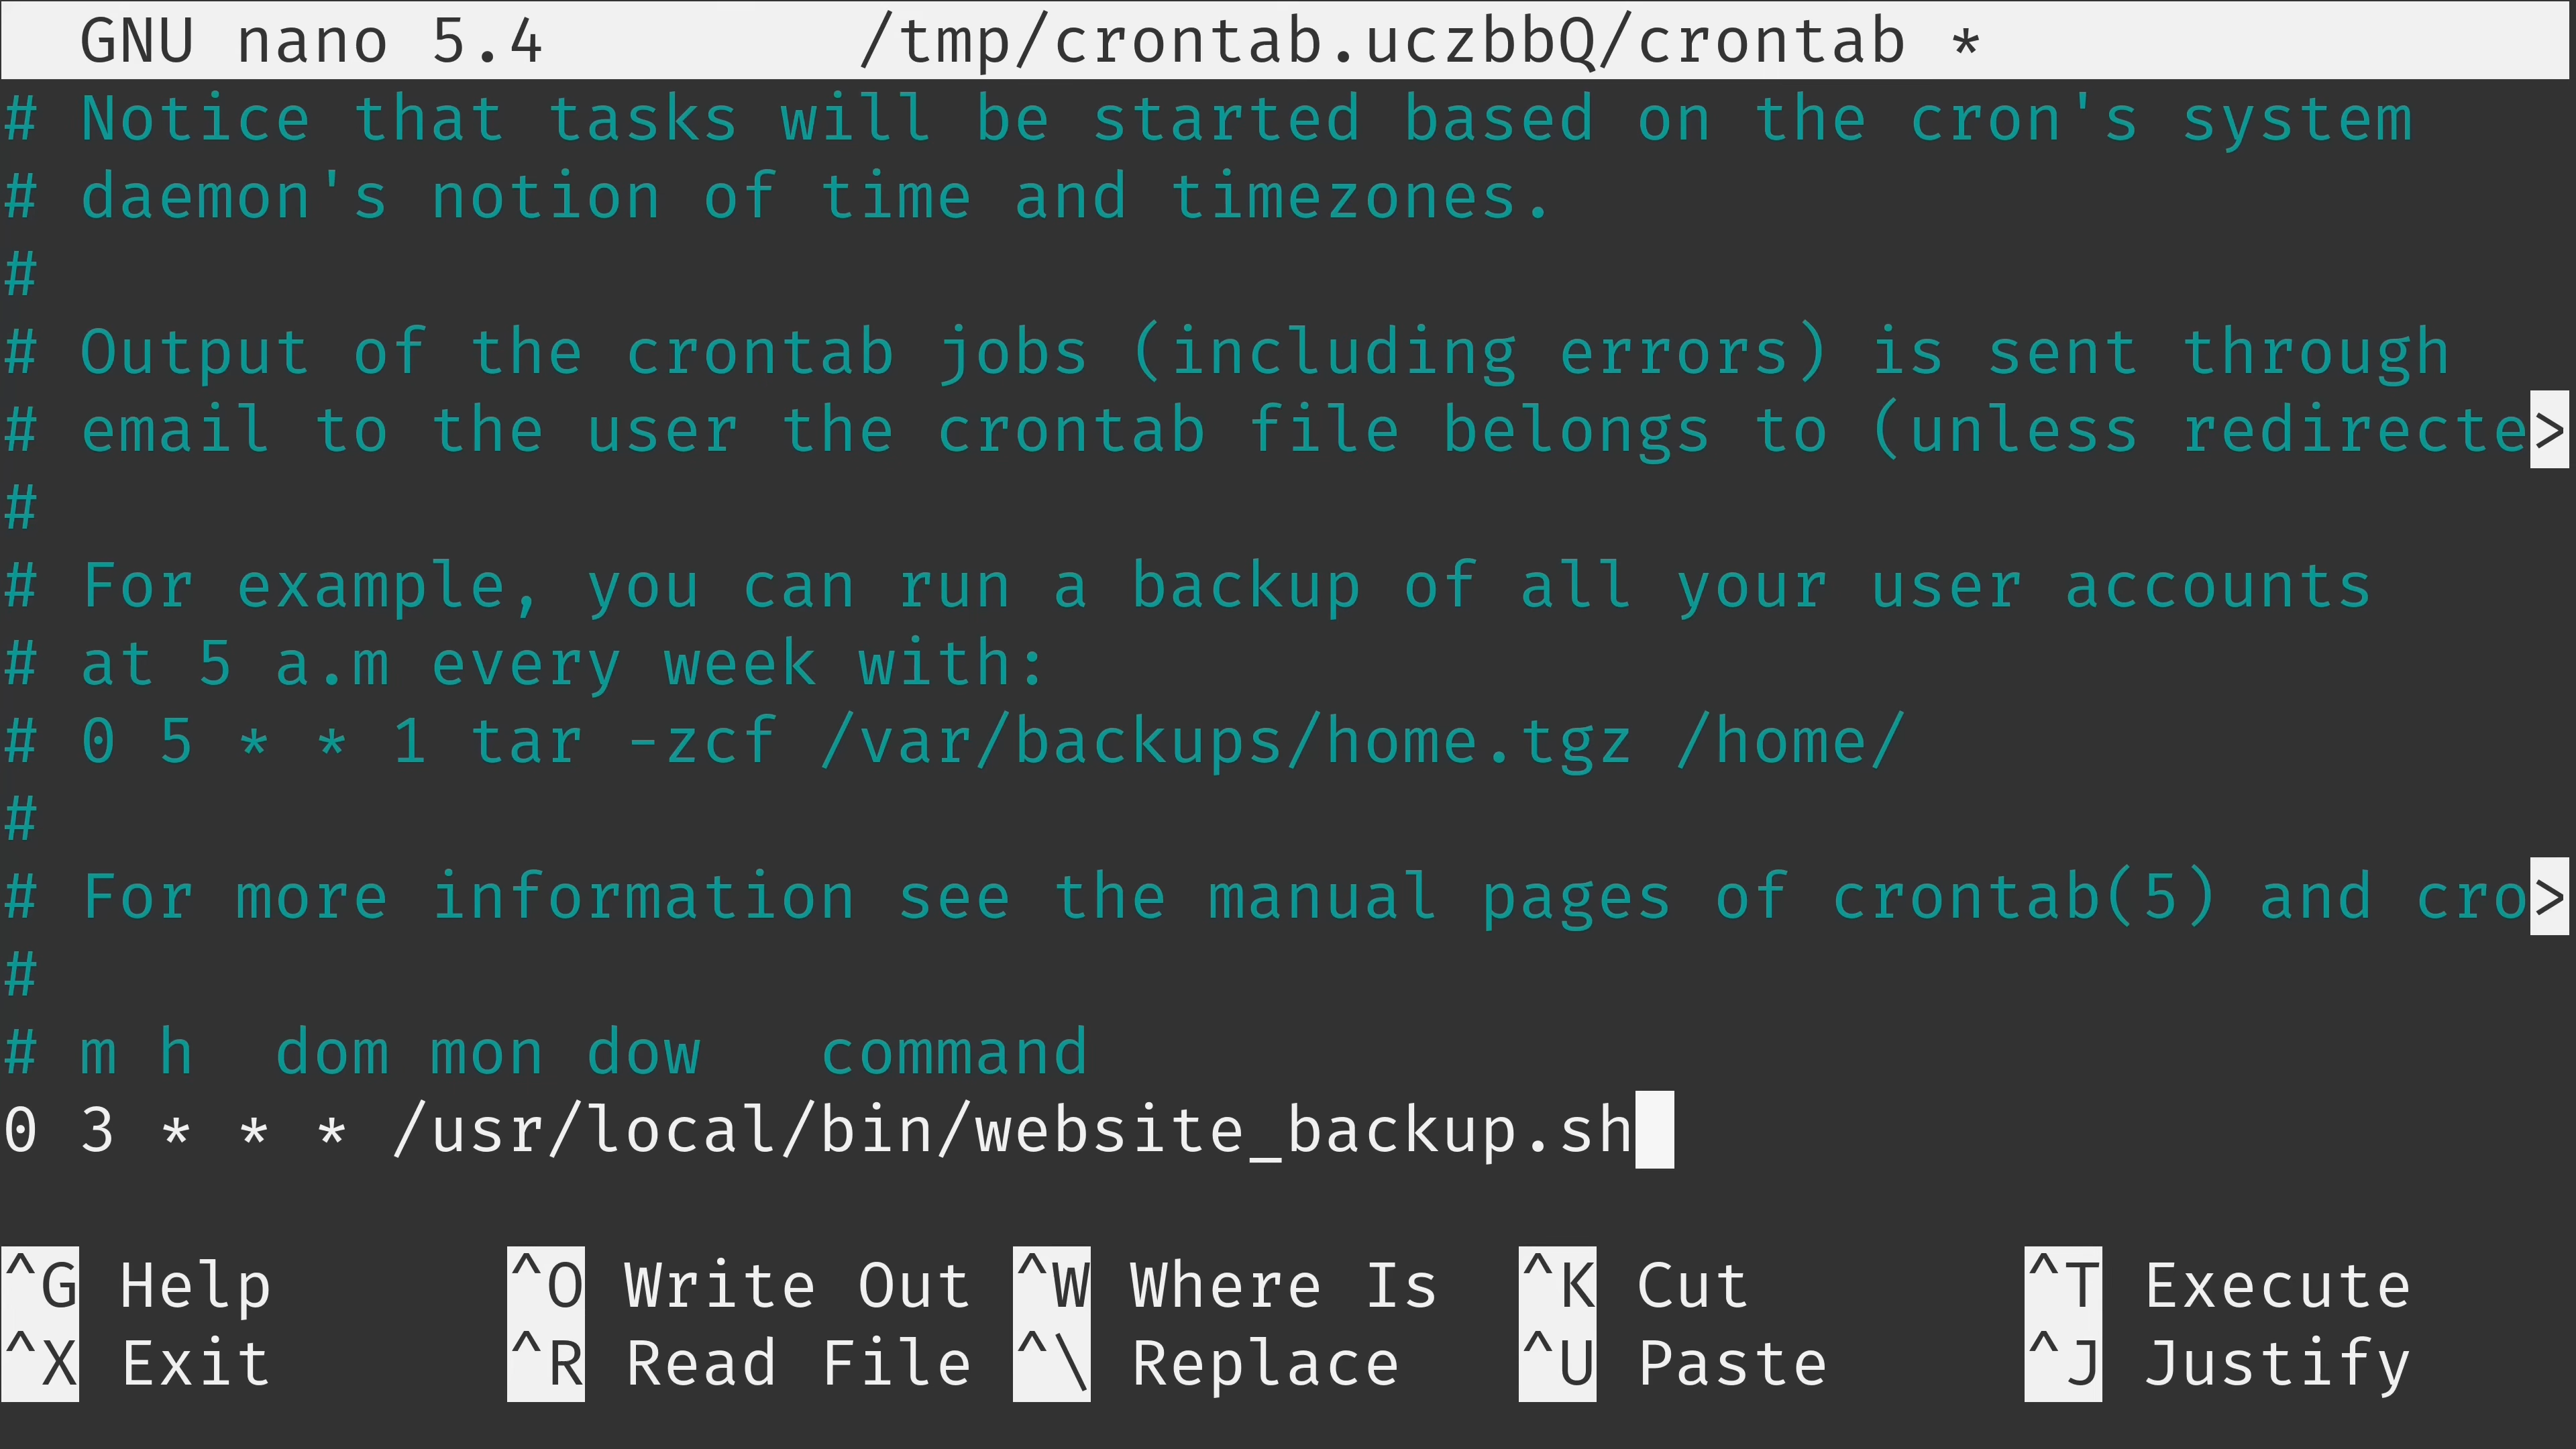 GNU nano 5.4 /tmp/crontab.uczbbQ/crontab *
# Notice that tasks will be started based on the cron's system
# daemon's notion of time and timezones.
#
# Output of the crontab jobs (including errors) is sent through
# email to the user the crontab file belongs to (unless redirecte>
#
# For example, you can run a backup of all your user accounts
# at 5 a.m every week with:
# 0 5 * * 1 tar -zcf /var/backups/home.tgz /home/
#
# For more information see the manual pages of crontab(5) and cro>
#
# m h  dom mon dow   command
0 3 * * * /usr/local/bin/website_backup.sh
^G Help ^O Write Out ^W Where Is ^K Cut ^T Execute
^X Exit ^R Read File ^\ Replace ^U Paste ^J Justify